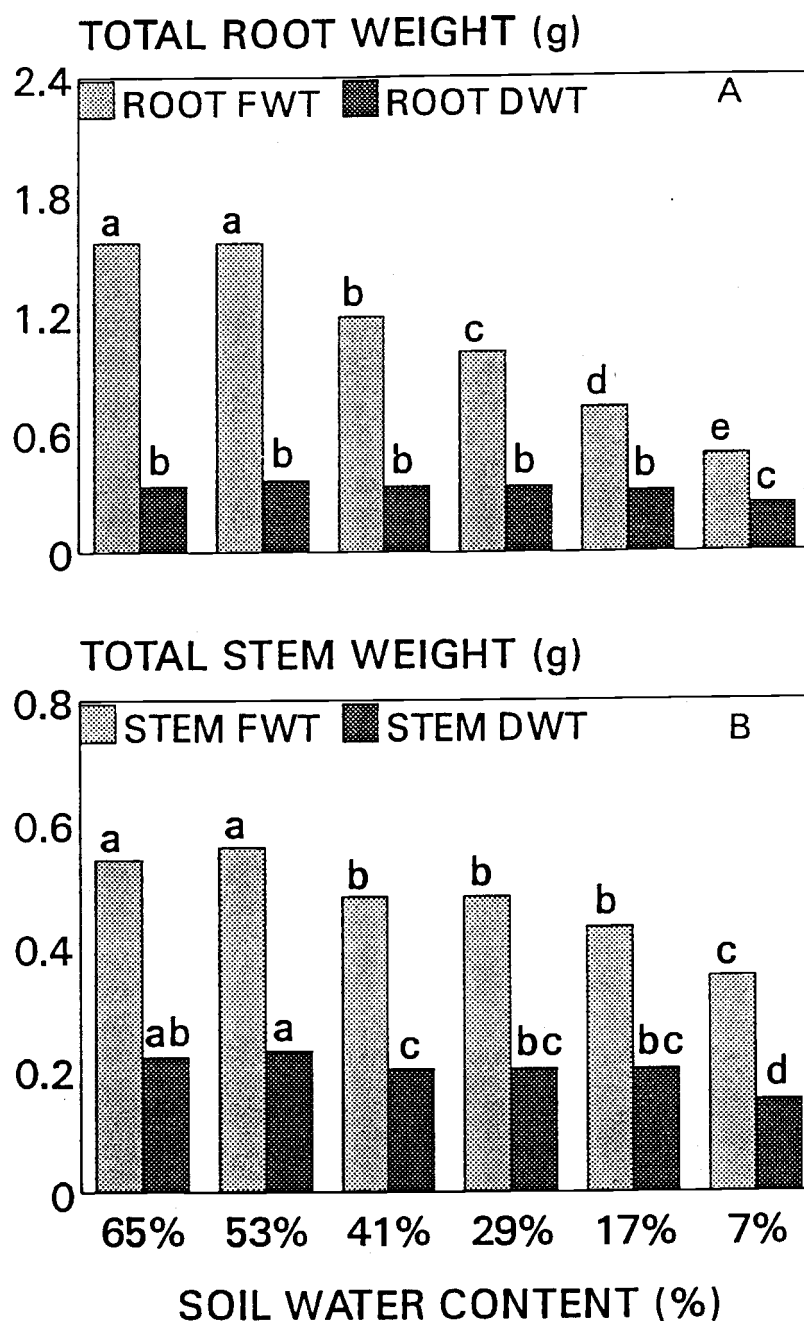 TOTAL ROOT WEIGHT (g)
2.4
ROOT FWT ROOT DWT A
1.8
a a
1.2
b
c
d
0.6
e
b b b b b c
0
TOTAL STEM WEIGHT (g)
0.8
STEM FWT STEM DWT B
0.6
a a
b b b
c
0.4
ab a c bc bc d
0.2
0
65% 53% 41% 29% 17% 7%
SOIL WATER CONTENT (%)